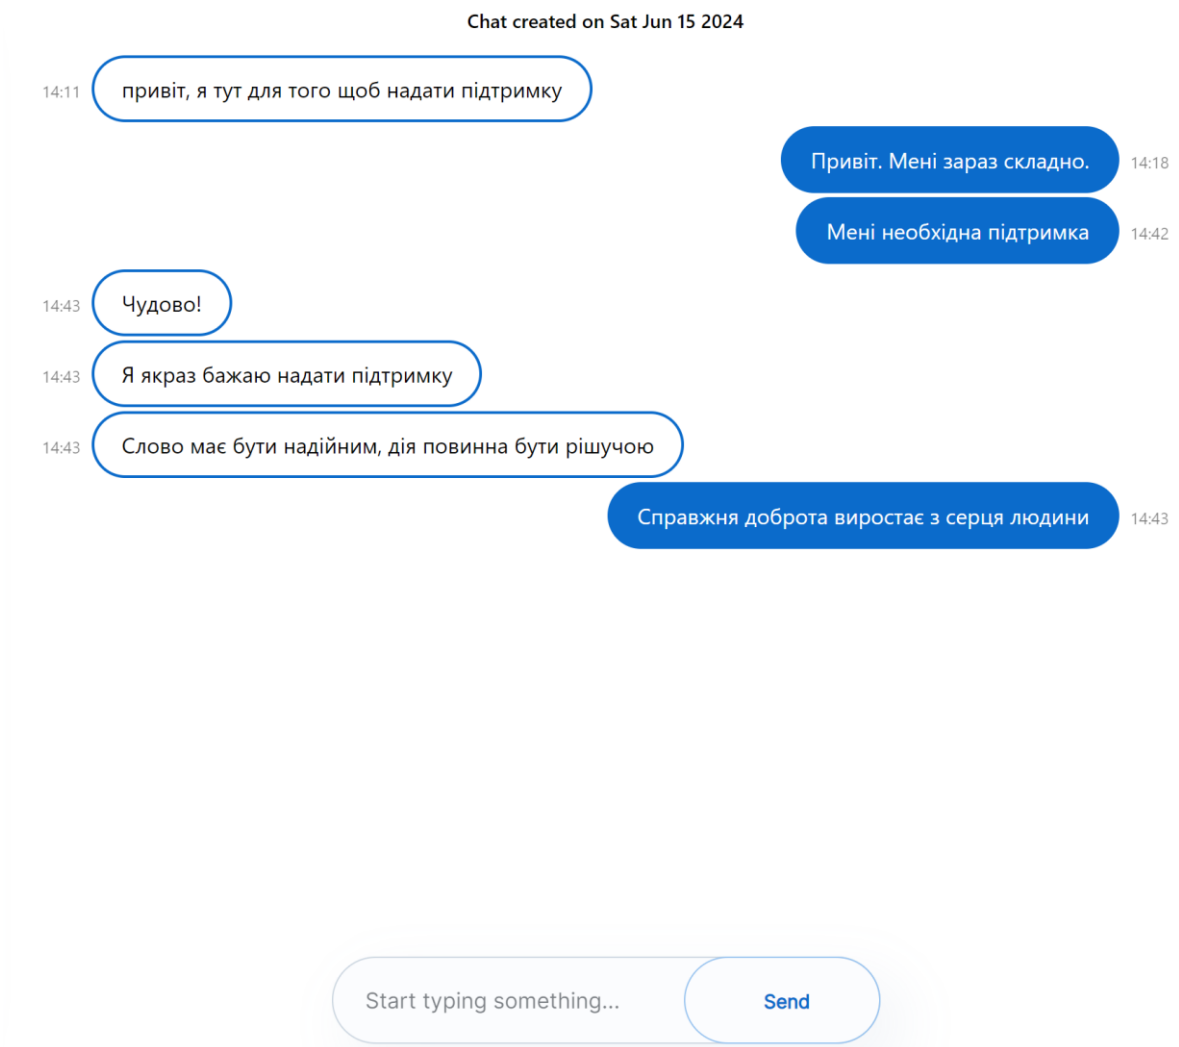 Chat created on Sat Jun 15 2024
14:11 привіт, я тут для того щоб надати підтримку
Привіт. Мені зараз складно. 14:18
Мені необхідна підтримка 14:42
14:43 Чудово!
14:43 Я якраз бажаю надати підтримку
14:43 Слово має бути надійним, дія повинна бути рішучою
Справжня доброта виростає з серця людини 14:43
Start typing something... Send